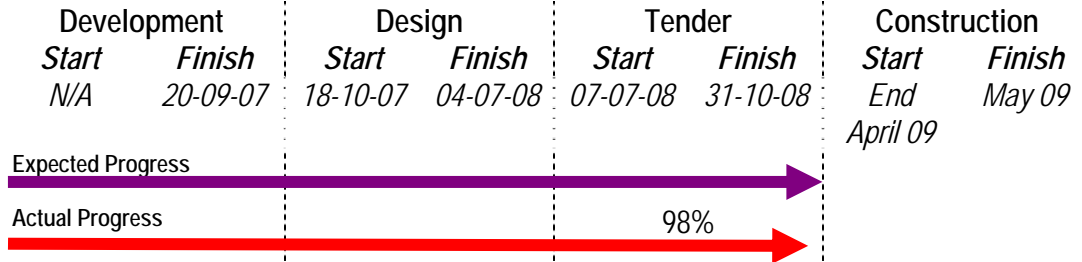 Development Design Tender Construction
Start Finish Start Finish Start Finish Start Finish
N/A 20-09-07 18-10-07 04-07-08 07-07-08 31-10-08 End May 09
April 09
Expected Progress
Actual Progress 98%